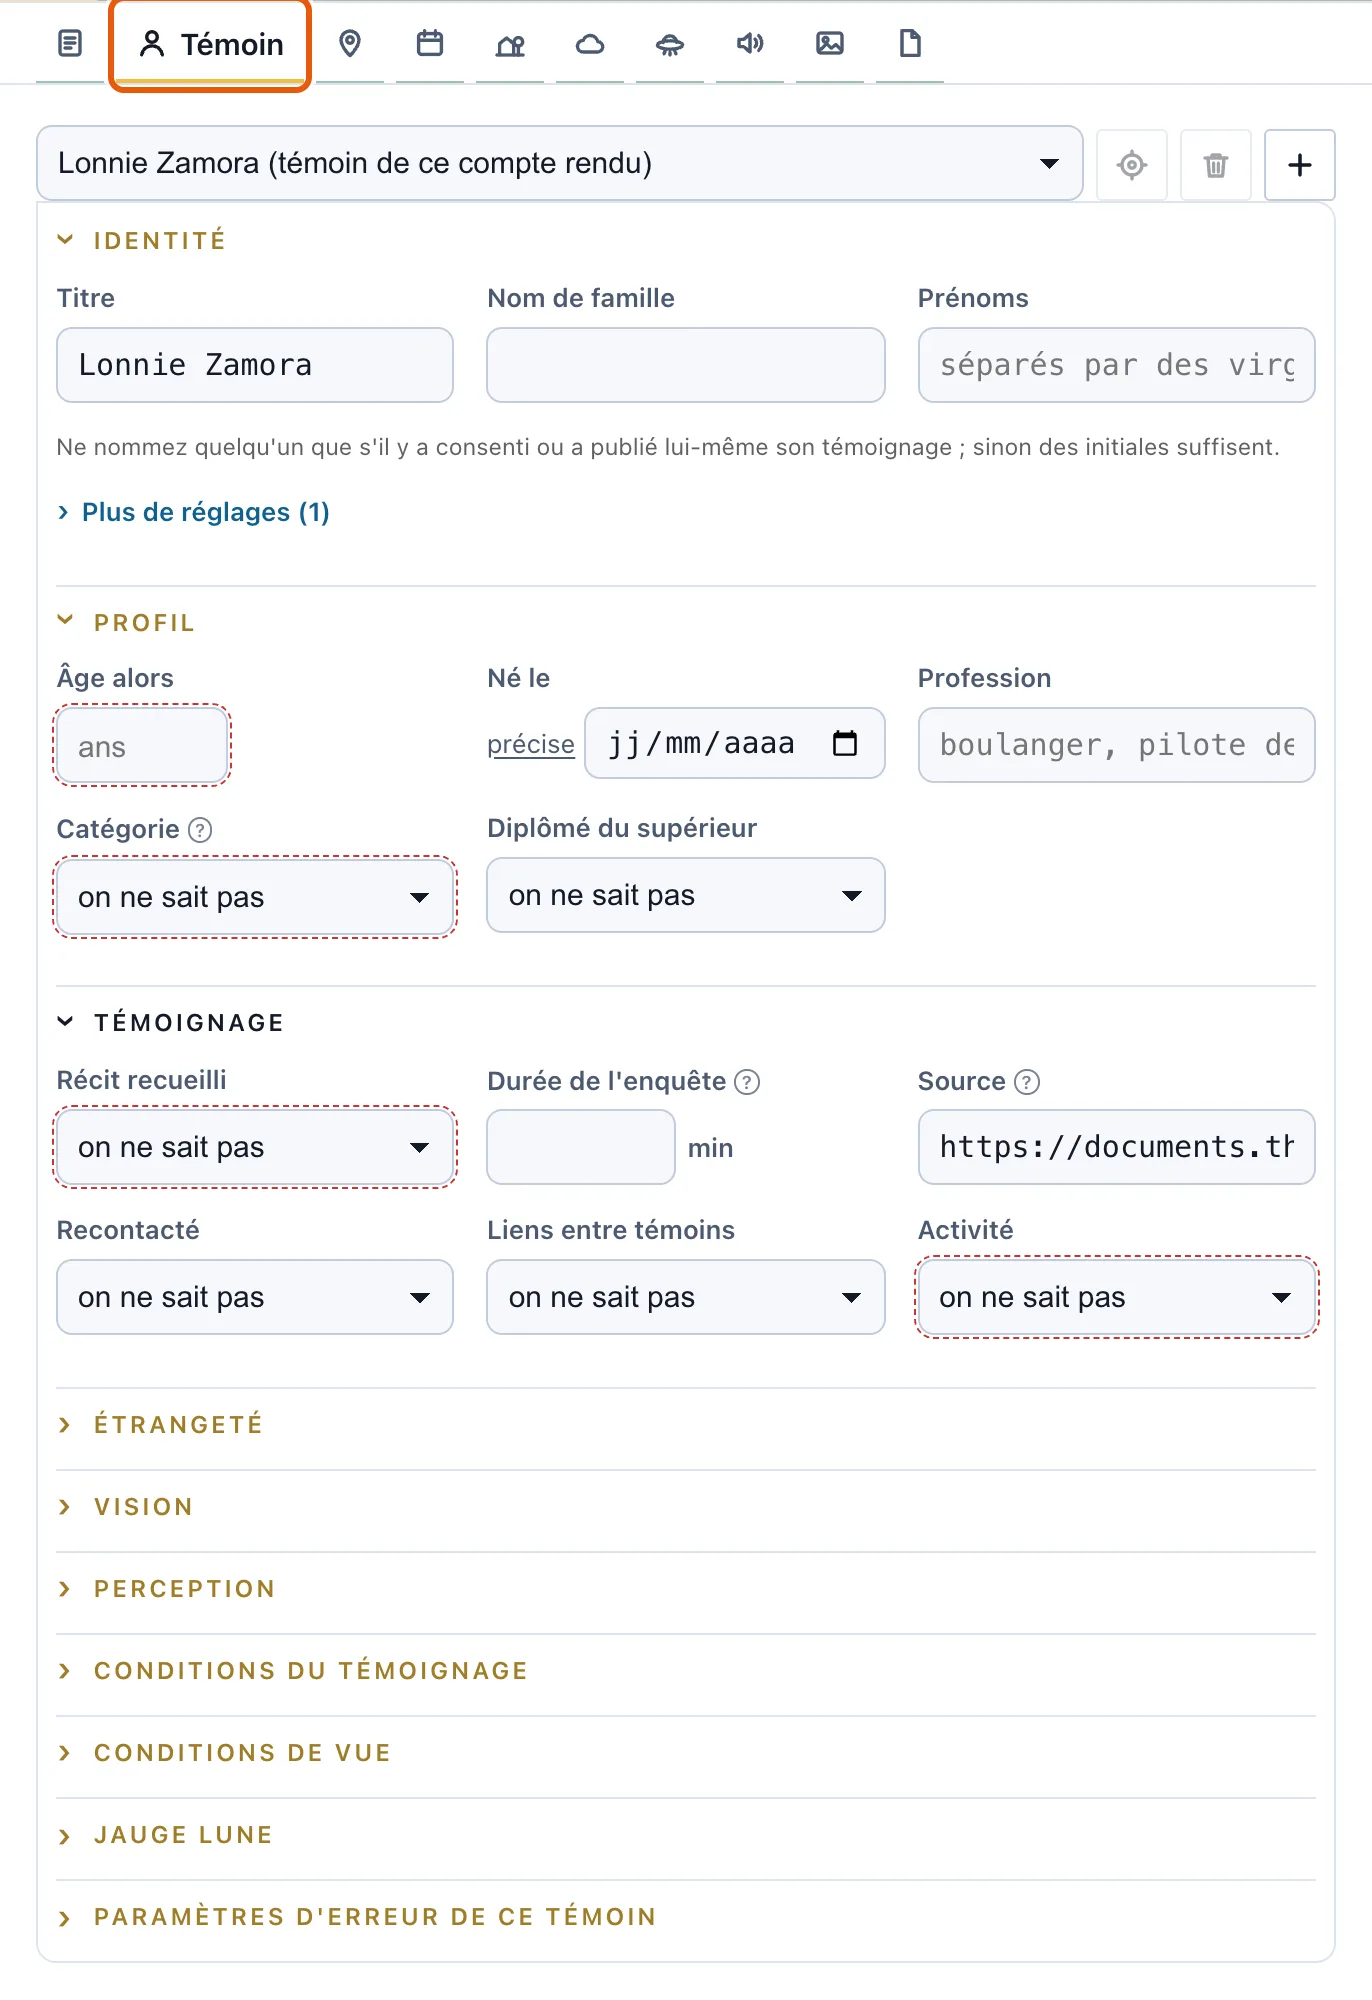 Témoin
Lonnie Zamora (témoin de ce compte rendu)
IDENTITÉ
Titre
Nom de famille
Prénoms
Lonnie Zamora
séparés par des virg
Ne nommez quelqu'un que s'il y a consenti ou a publié lui-même son témoignage ; sinon des initiales suffisent.
Plus de réglages (1)
PROFIL
Âge alors
Né le
Profession
ans
précise
jj/mm/aaaa
boulanger, pilote de
Catégorie ?
Diplômé du supérieur
on ne sait pas
on ne sait pas
TÉMOIGNAGE
Récit recueilli
Durée de l'enquête ?
Source ?
on ne sait pas
min
https://documents.th
Recontacté
Liens entre témoins
Activité
on ne sait pas
on ne sait pas
on ne sait pas
ÉTRANGETÉ
VISION
PERCEPTION
CONDITIONS DU TÉMOIGNAGE
CONDITIONS DE VUE
JAUGE LUNE
PARAMÈTRES D'ERREUR DE CE TÉMOIN